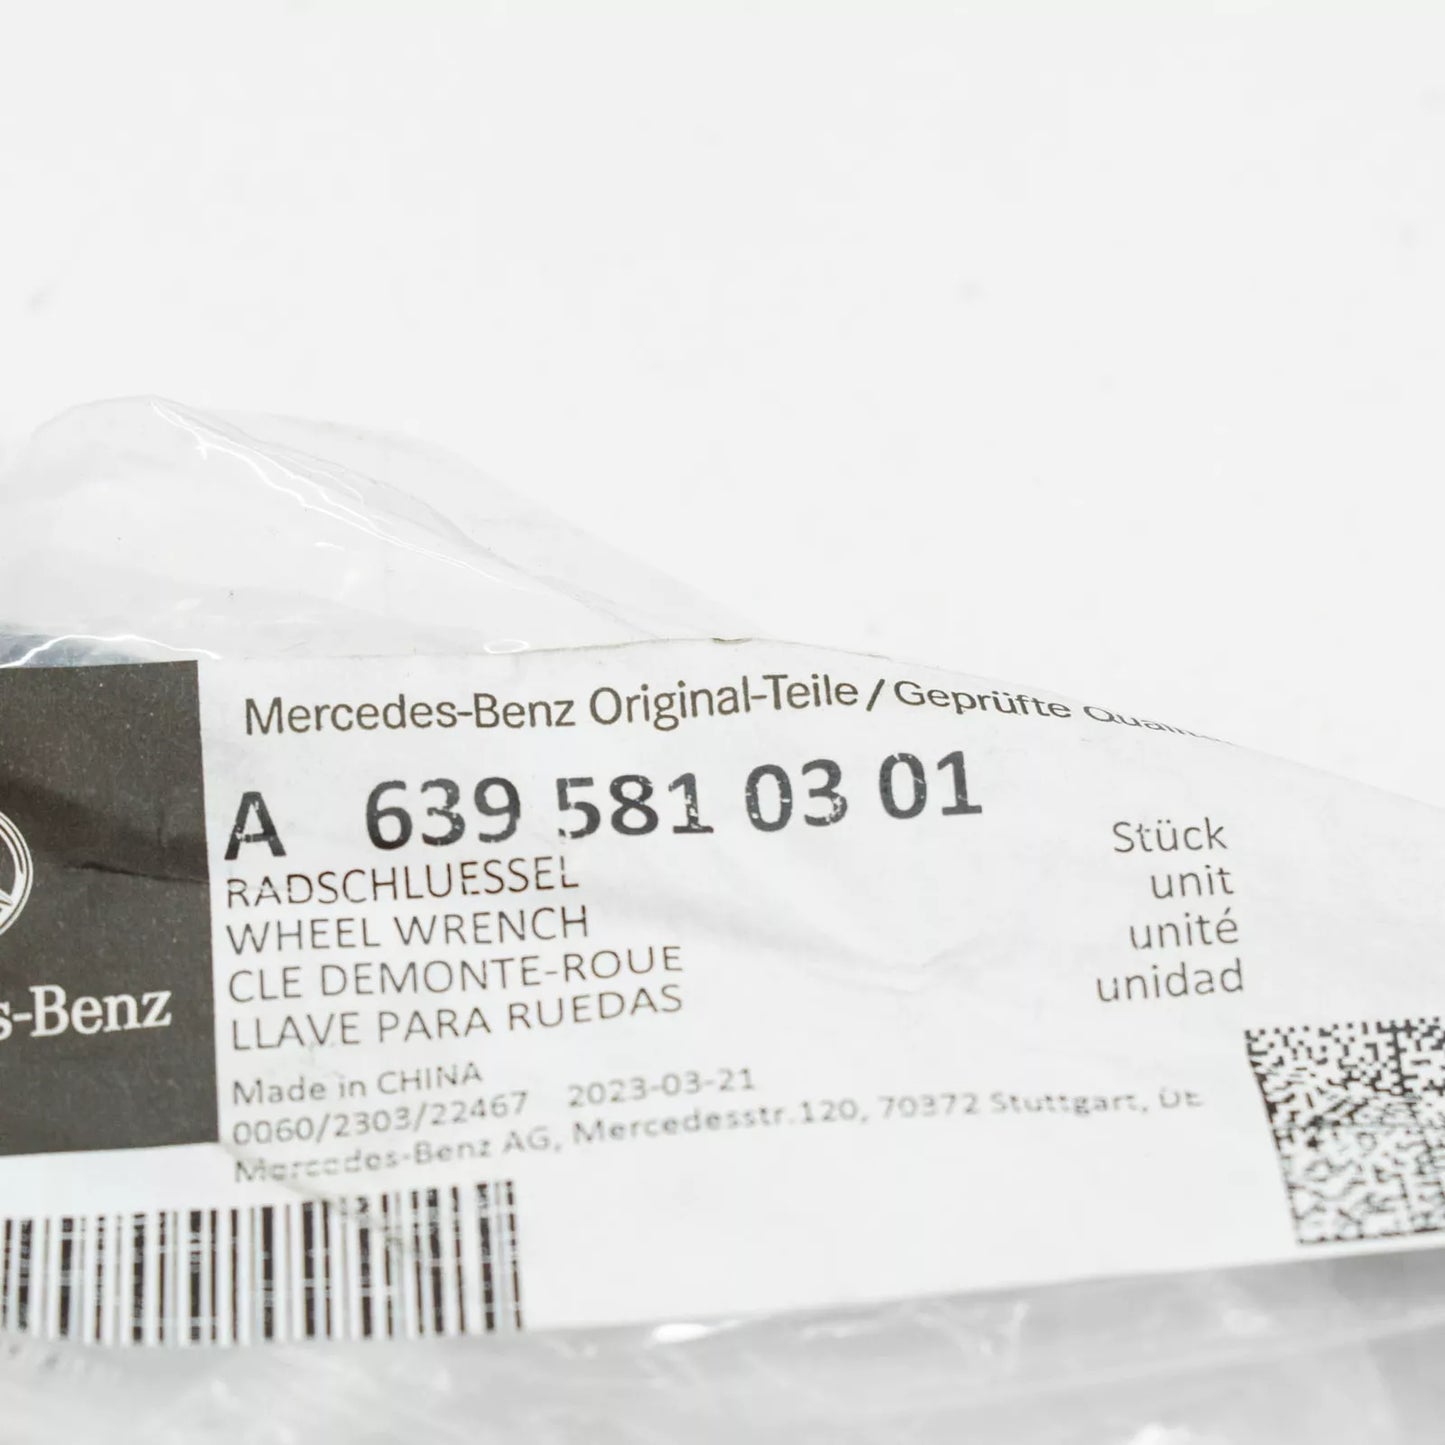 Mercedes-Benz Original-Teile / Geprüfte
A 639 581 03 01
RADSCHLUESSEL
WHEEL WRENCH
CLE DEMONTE-ROUE
LLAVE PARA RUEDAS
Stück
unit
unité
unidad
s-Benz
Made in CHINA
0060/2303/22467 2023-03-21
Mercedes-Benz AG, Mercedesstr.120, 70372 Stuttgart, DE